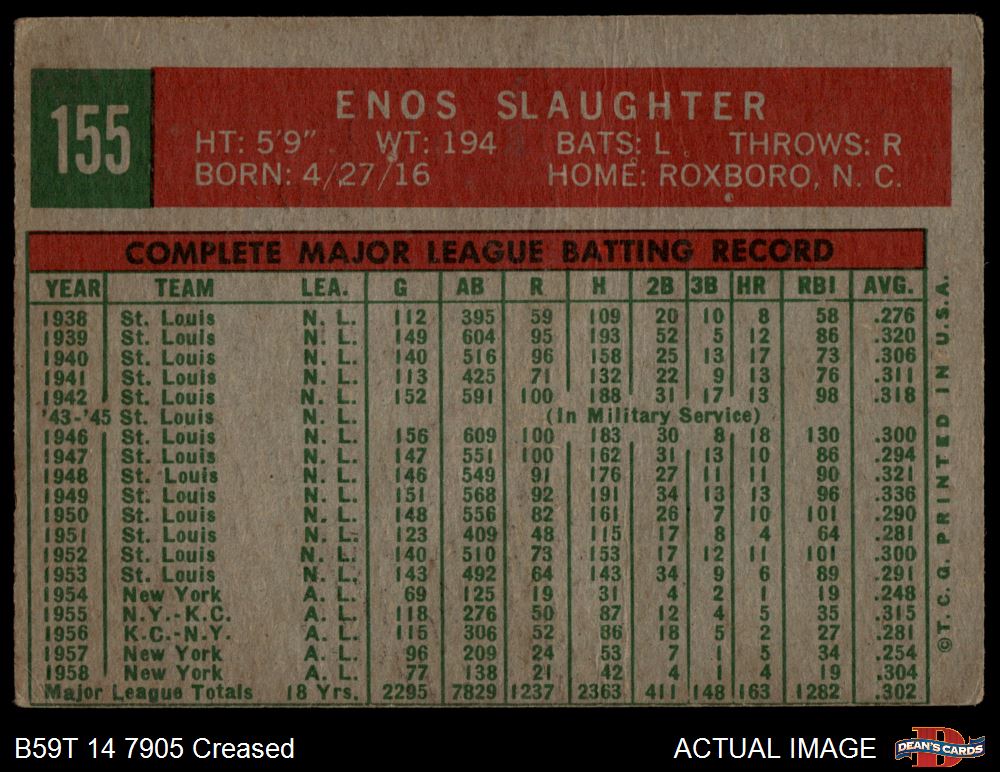 155
ENOS SLAUGHTER
HT: 5'9" WT: 194 BATS: L THROWS: R
BORN: 4/27/16 HOME: ROXBORO, N. C.
COMPLETE MAJOR LEAGUE BATTING RECORD
YEAR TEAM LEA. G AB R H 2B 3B HR RBI AVG.
1938 St. Louis N. L. 112 395 59 109 20 10 8 58 .276
1939 St. Louis N. L. 149 604 95 193 52 5 12 86 .320
1940 St. Louis N. L. 140 516 96 158 25 13 17 73 .306
1941 St. Louis N. L. 113 425 71 132 22 9 13 76 .311
1942 St. Louis N. L. 152 591 100 188 31 17 13 98 .318
'43-'45 St. Louis (In Military Service)
1946 St. Louis N. L. 156 609 100 183 30 8 18 130 .300
1947 St. Louis N. L. 147 551 100 162 31 13 10 86 .294
1948 St. Louis N. L. 146 549 91 176 27 11 11 90 .321
1949 St. Louis N. L. 151 568 92 191 34 13 13 96 .336
1950 St. Louis N. L. 148 556 82 161 26 7 10 101 .290
1951 St. Louis N. L. 123 409 48 115 17 8 4 64 .281
1952 St. Louis N. L. 140 510 73 153 17 12 11 101 .300
1953 St. Louis N. L. 143 492 64 143 34 9 6 89 .291
1954 New York A. L. 69 125 19 31 4 2 1 19 .248
1955 N.Y.-K.C. A. L. 118 276 50 87 12 4 5 35 .315
1956 K.C.-N.Y. A. L. 115 306 52 86 18 5 2 27 .281
1957 New York A. L. 96 209 24 53 7 1 5 34 .254
1958 New York A. L. 77 138 21 42 4 1 4 19 .304
Major League Totals 18 Yrs. 2295 7829 1237 2363 411 148 163 1282 .302
©T. C. G. PRINTED IN U. S. A.
B59T 14 7905 Creased
ACTUAL IMAGE
DEAN'S CARDS